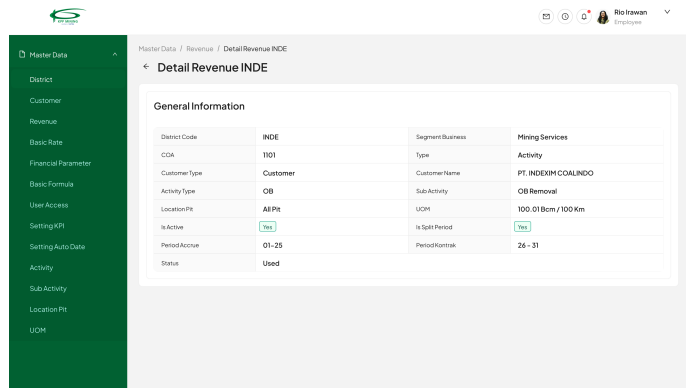 KPP MINING
Rio Irawan
Employee
Master Data
District
Customer
Revenue
Basic Rate
Financial Parameter
Basic Formula
User Access
Setting KPI
Setting Auto Date
Activity
Sub Activity
Location Pit
UOM
Master Data / Revenue / Detail Revenue INDE
Detail Revenue INDE
General Information
District Code INDE Segment Business Mining Services
COA 1101 Type Activity
Customer Type Customer Customer Name PT. INDEXIM COALINDO
Activity Type OB Sub Activity OB Removal
Location Pit All Pit UOM 100.01 Bcm / 100 Km
Is Active Yes Is Split Period Yes
Period Accrue 01-25 Period Kontrak 26 - 31
Status Used